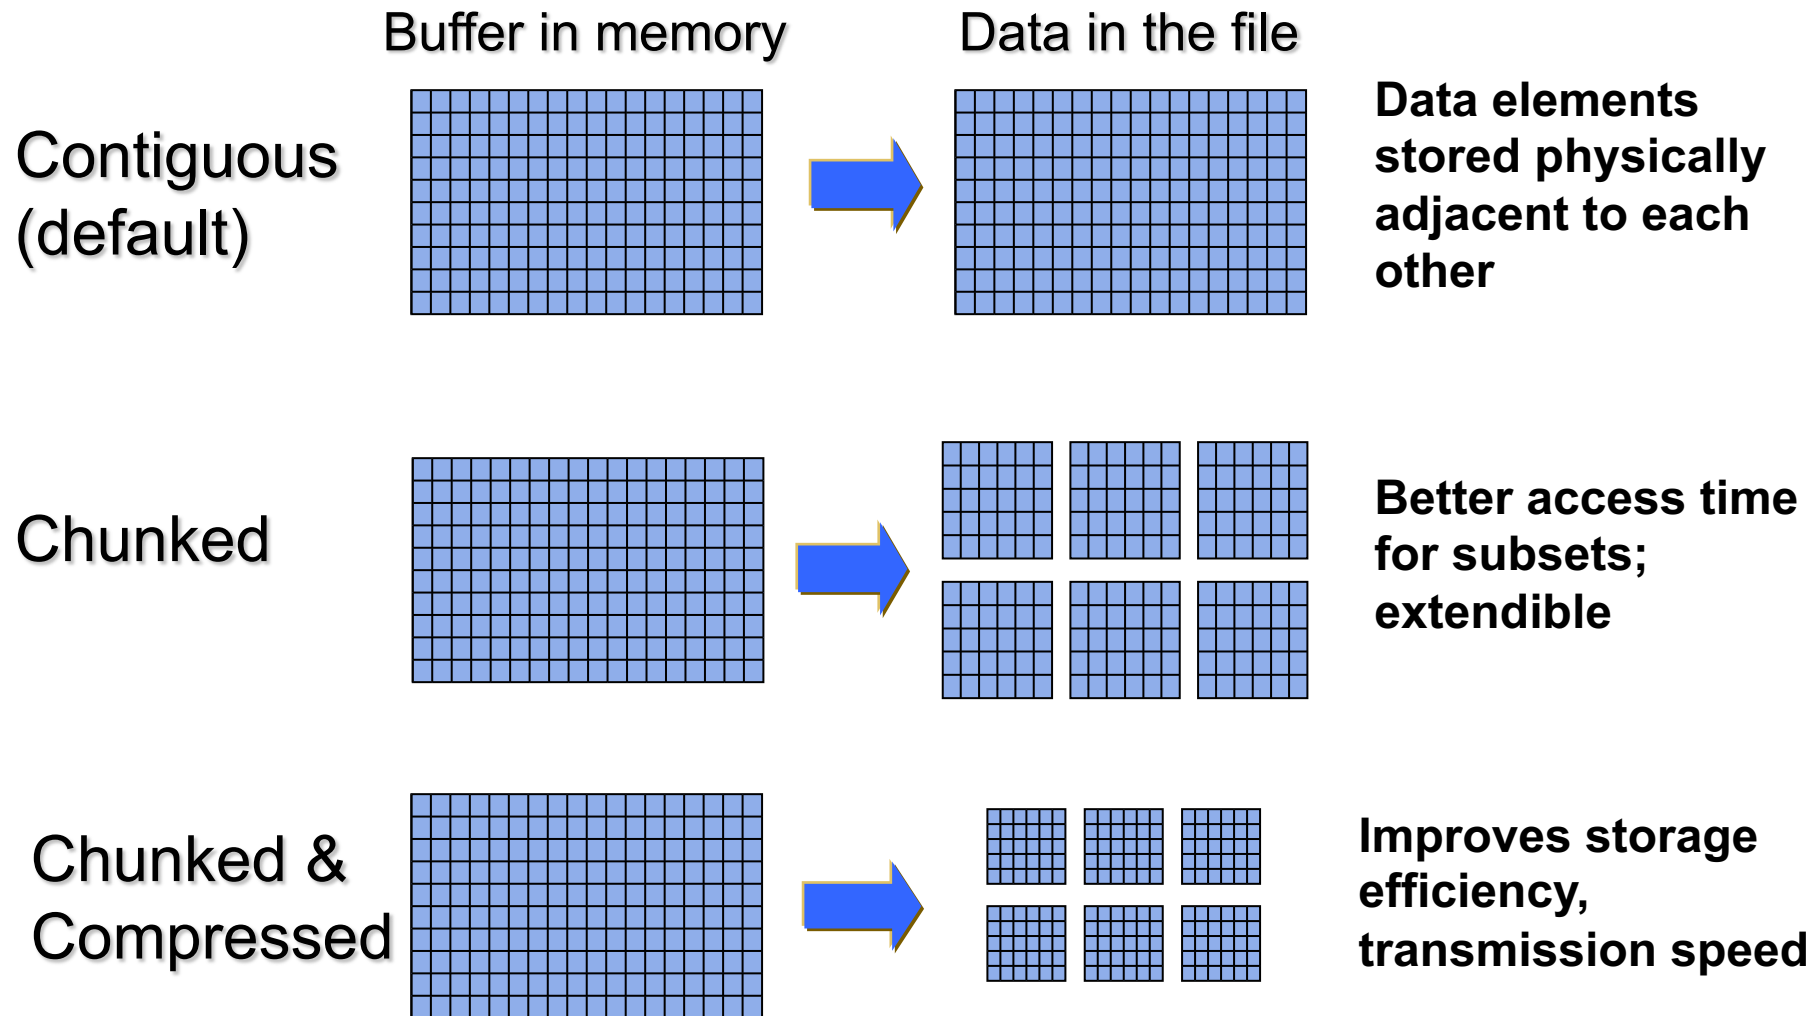 Buffer in memory
Data in the file
Contiguous
(default)
Data elements
stored physically
adjacent to each
other
Chunked
Better access time
for subsets;
extendible
Chunked &
Compressed
Improves storage
efficiency,
transmission speed